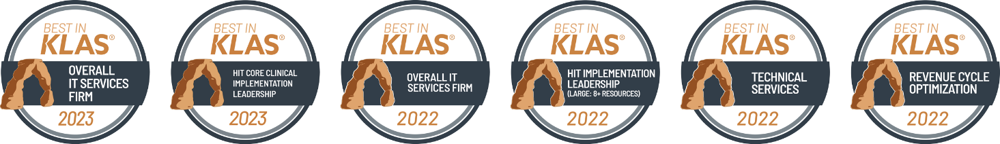 BEST IN
KLAS®
OVERALL
IT SERVICES
FIRM
2023
BEST IN
KLAS®
HIT CORE CLINICAL
IMPLEMENTATION
LEADERSHIP
2023
BEST IN
KLAS®
OVERALL IT
SERVICES FIRM
2022
BEST IN
KLAS®
HIT IMPLEMENTATION
LEADERSHIP
(LARGE: 8+ RESOURCES)
2022
BEST IN
KLAS®
TECHNICAL
SERVICES
2022
BEST IN
KLAS®
REVENUE CYCLE
OPTIMIZATION
2022